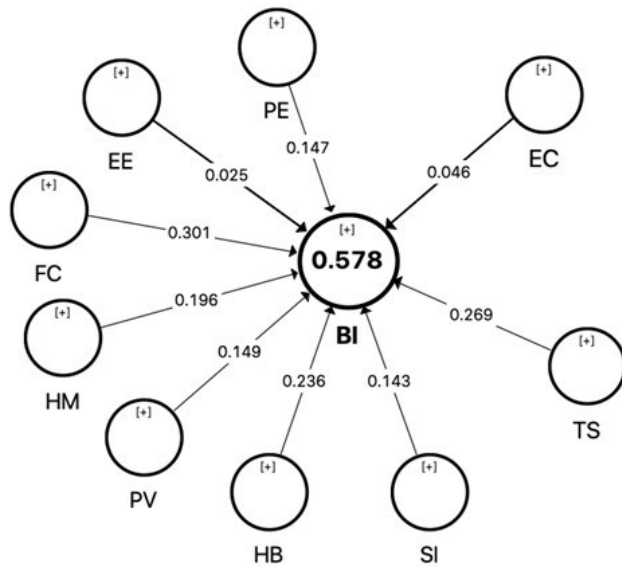 [+]
PE
[+]
EE
[+]
EC
0.147
0.025
0.046
[+]
FC
0.301
[+]
0.578
BI
0.196
[+]
HM
0.149
0.269
[+]
TS
0.236
0.143
[+]
PV
[+]
HB
[+]
SI